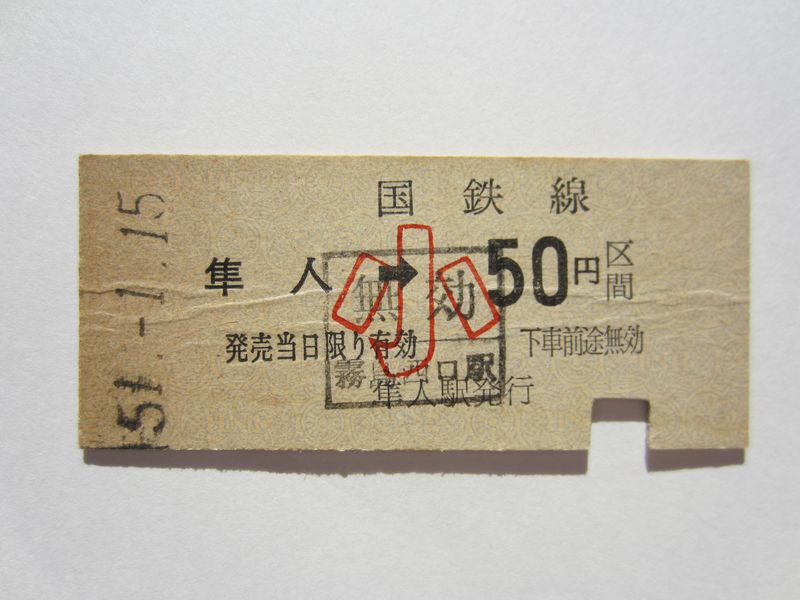 国鉄線
隼人→50円区間
小
無効
発売当日限り有効
下車前途無効
霧島西口駅
隼人駅発行
51.-1.15